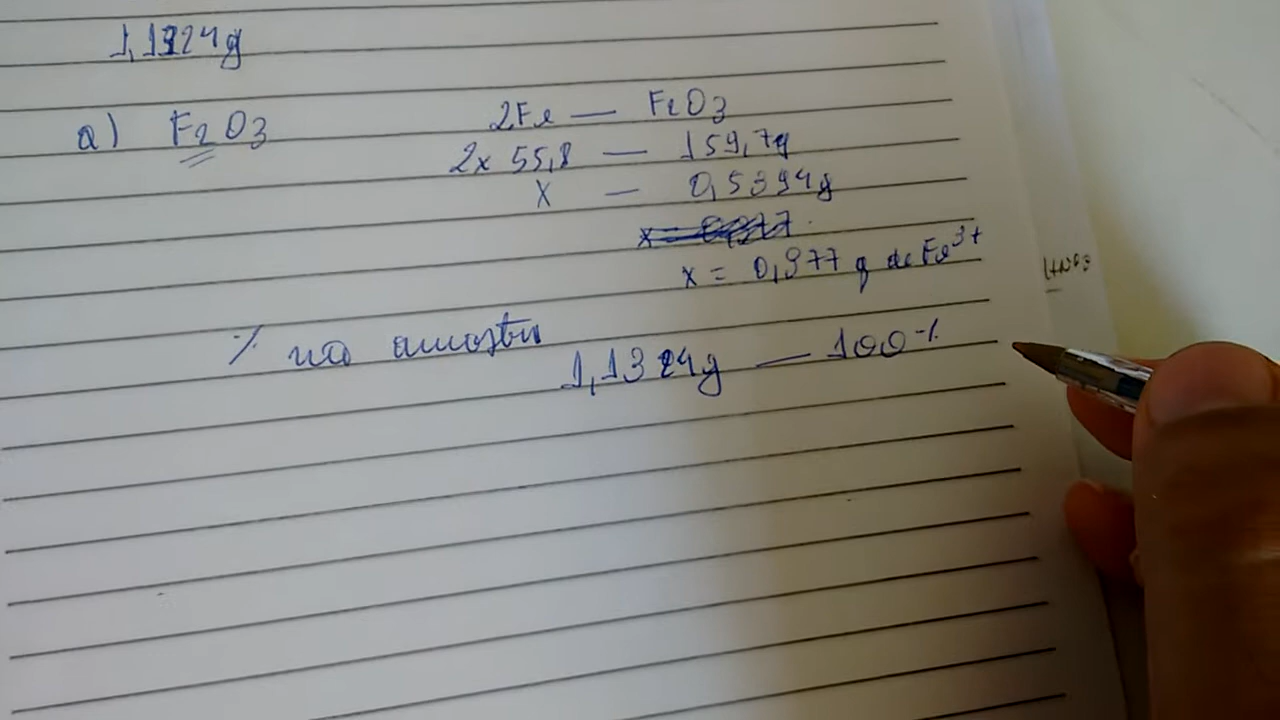 1,1324g
a) Fe2O3 2Fe — Fe2O3
2x 55,8 — 159,7g
X — 0,5394g
x = 0,377 g de Fe3+
HNO3
% na amostra
1,1324g — 100%